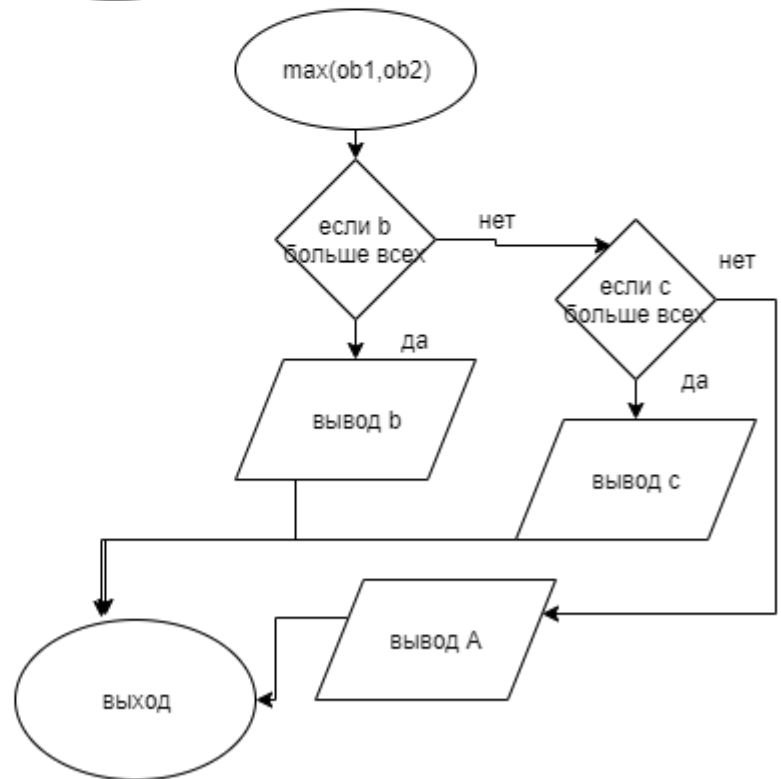 max(ob1,ob2)
если b
больше всех
нет
если c
больше всех
нет
да
вывод b
да
вывод c
вывод A
выход